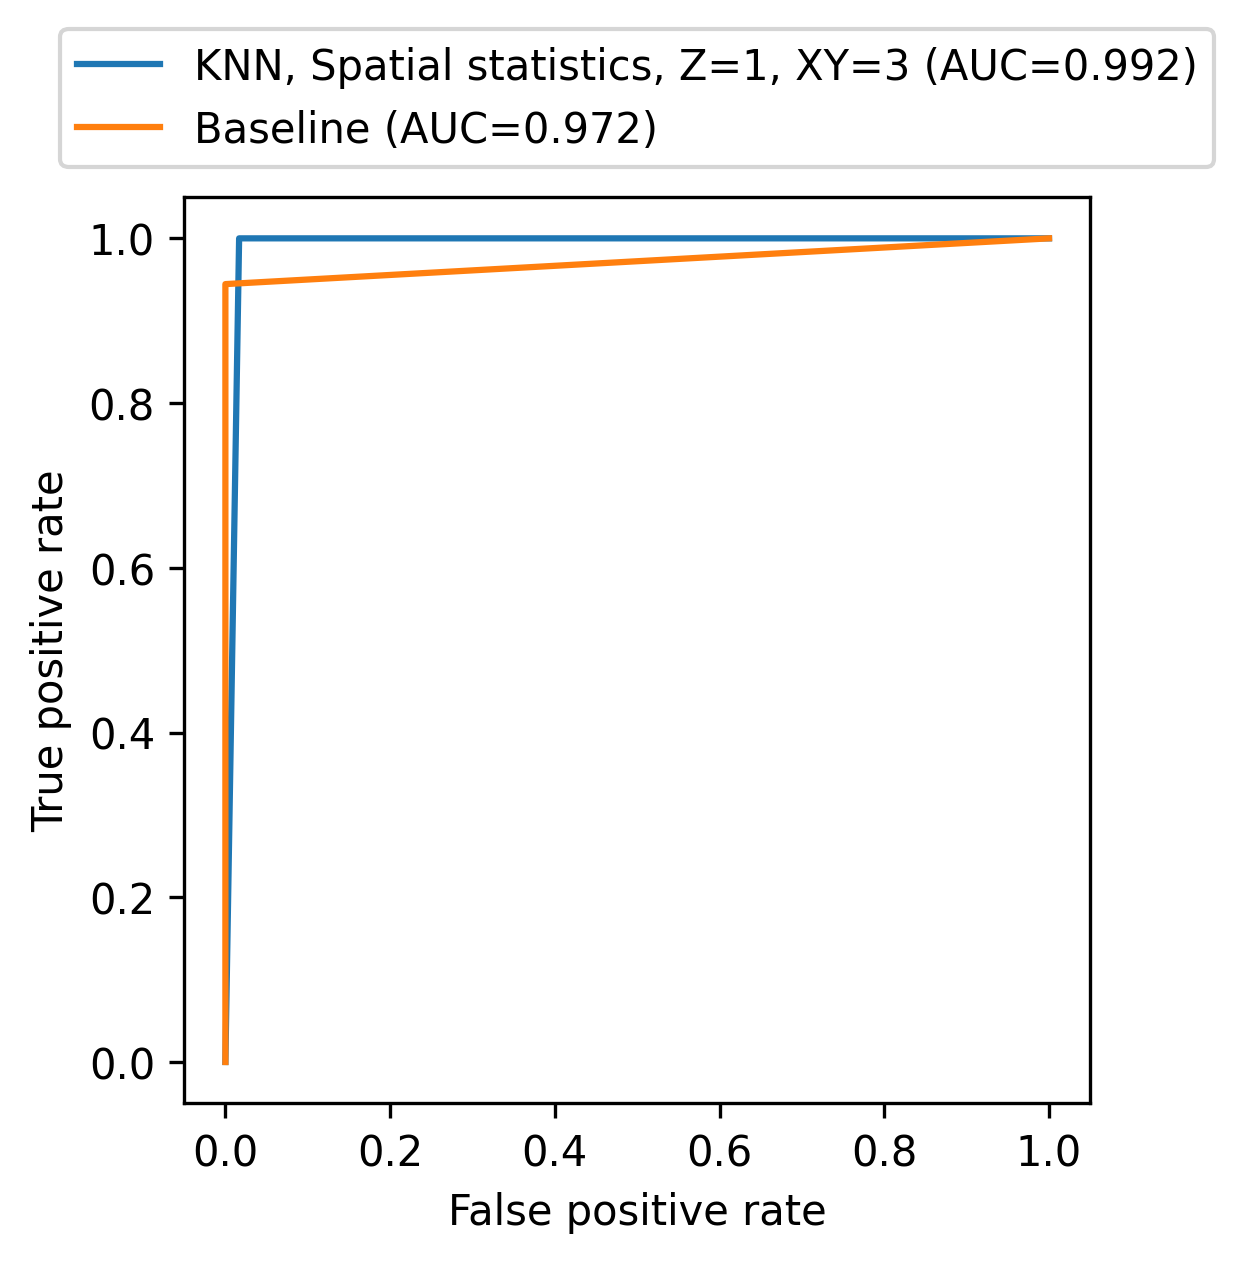 KNN, Spatial statistics, Z=1, XY=3 (AUC=0.992)
Baseline (AUC=0.972)
1.0
0.8
0.6
0.4
0.2
0.0
True positive rate
0.0 0.2 0.4 0.6 0.8 1.0
False positive rate